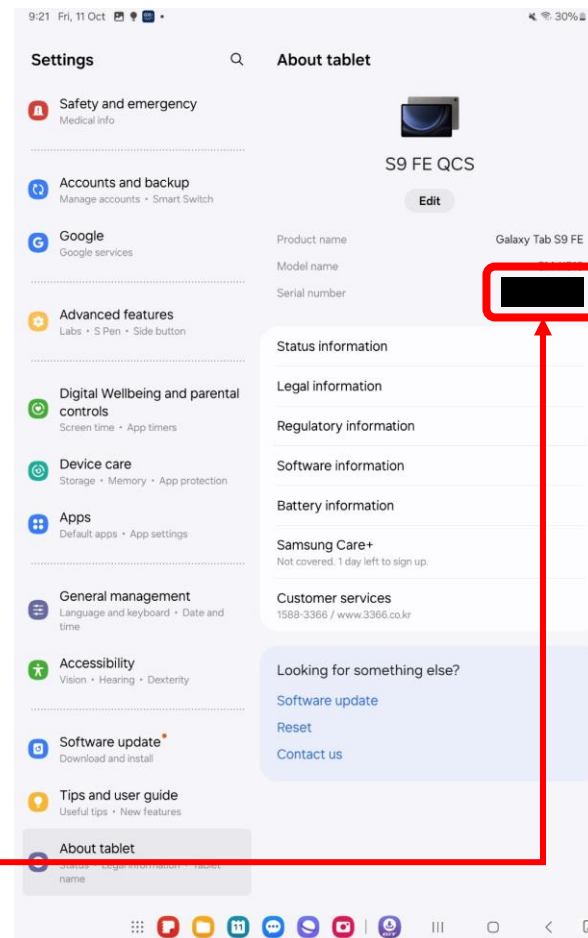 9:21 Fri, 11 Oct
30%
Settings
About tablet
Safety and emergency
Medical info
Accounts and backup
Manage accounts • Smart Switch
Google
Google services
Advanced features
Labs • S Pen • Side button
Digital Wellbeing and parental
controls
Screen time • App timers
Device care
Storage • Memory • App protection
Apps
Default apps • App settings
General management
Language and keyboard • Date and
time
Accessibility
Vision • Hearing • Dexterity
Software update
Download and install
Tips and user guide
Useful tips • New features
About tablet
Status • Legal information • Tablet
name
S9 FE QCS
Edit
Product name Galaxy Tab S9 FE
Model name
Serial number
Status information
Legal information
Regulatory information
Software information
Battery information
Samsung Care+
Not covered. 1 day left to sign up.
Customer services
1588-3366 / www.3366.co.kr
Looking for something else?
Software update
Reset
Contact us
11